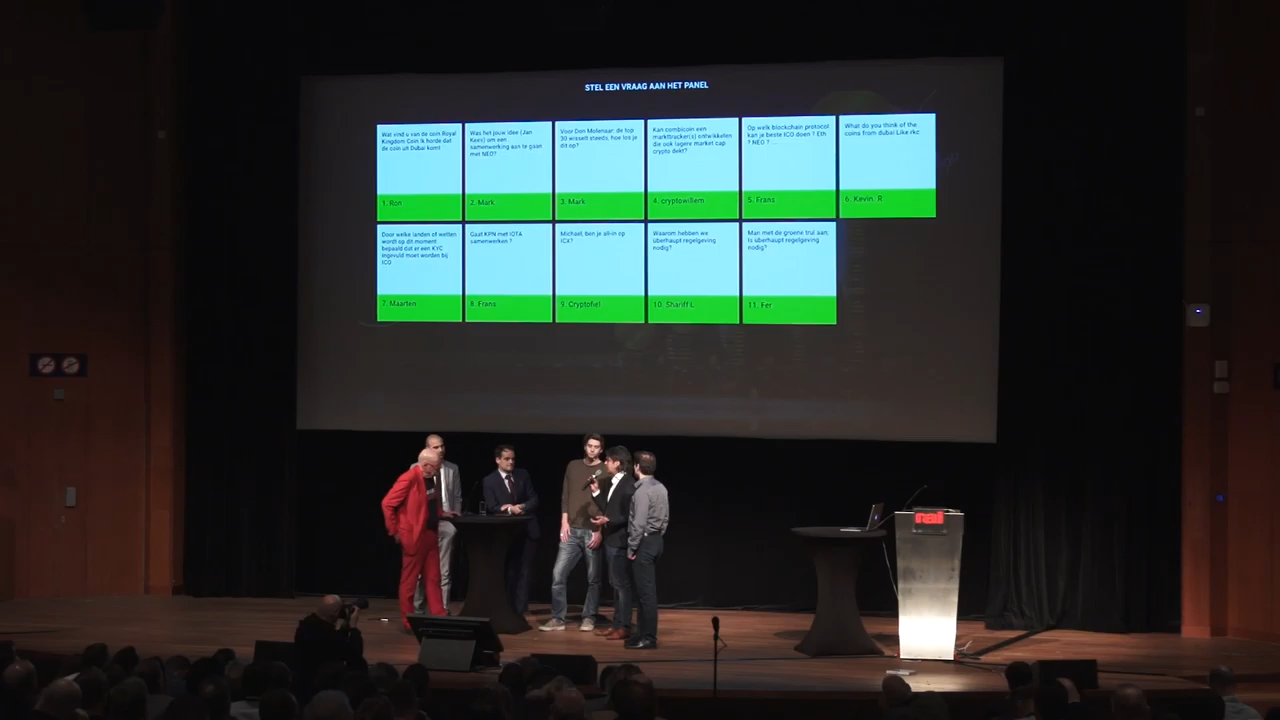 STEL EEN VRAAG AAN HET PANEL
Wat vind u van de coin Royal
Kingdom Coin ik horde dat
de coin uit Dubai komt
1. Ron
Was het jouw idee (Jan
Kees) om een
samenwerking aan te gaan
met NEO?
2. Mark
Voor Don Molenaar: de top
30 wisselt steeds, hoe los je
dit op?
3. Mark
Kan combicoin een
markttracker(s) ontwikkelen
die ook lagere market cap
crypto dekt?
4. cryptowillem
Op welk blockchain protocol
kan je beste ICO doen ? Eth
? NEO ? ...
5. Frans
What do you think of the
coins from dubai Like rkc
6. Kevin. R
Door welke landen of wetten
wordt op dit moment
bepaald dat er een KYC
ingevuld moet worden bij
ICO
7. Maarten
Gaat KPN met IOTA
samenwerken ?
8. Frans
Michael, ben je all-in op
ICX?
9. Cryptofiel
Waarom hebben we
überhaupt regelgeving
nodig?
10. Shariff L
Man met de groene trui aan;
Is überhaupt regelgeving
nodig?
11. Fer
rai